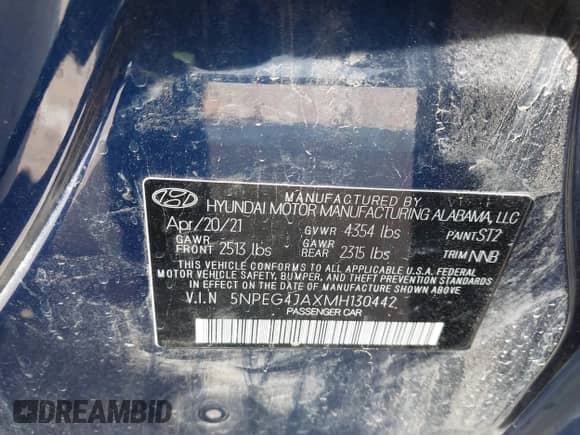 MANUFACTURED BY
HYUNDAI MOTOR MANUFACTURING ALABAMA, LLC
Apr/20/21 GVWR 4354 lbs PAINT ST2
GAWR FRONT 2513 lbs GAWR REAR 2315 lbs TRIM NNB
THIS VEHICLE CONFORMS TO ALL APPLICABLE U.S.A. FEDERAL
MOTOR VEHICLE SAFETY, BUMPER, AND THEFT PREVENTION STANDARDS
IN EFFECT ON THE DATE OF MANUFACTURE SHOWN ABOVE.
V.I.N 5NPEG4JAXMH130442
PASSENGER CAR
DREAMBID